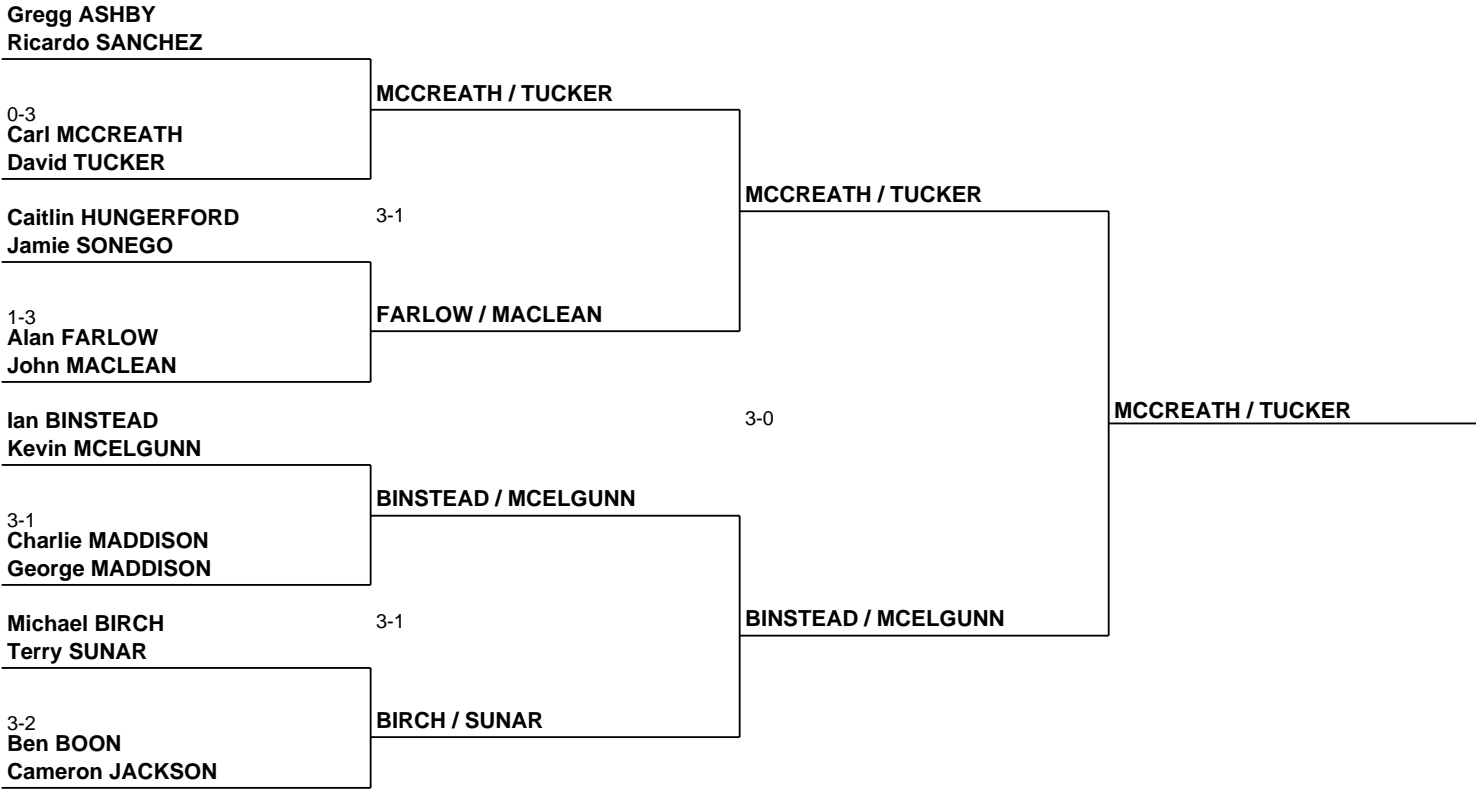 Gregg ASHBY
Ricardo SANCHEZ
0-3
Carl MCCREATH
David TUCKER
Caitlin HUNGERFORD
Jamie SONEGO
1-3
Alan FARLOW
John MACLEAN
Ian BINSTEAD
Kevin MCELGUNN
3-1
Charlie MADDISON
George MADDISON
Michael BIRCH
Terry SUNAR
3-2
Ben BOON
Cameron JACKSON
MCCREATH / TUCKER
3-1
FARLOW / MACLEAN
BINSTEAD / MCELGUNN
3-1
BIRCH / SUNAR
MCCREATH / TUCKER
3-0
BINSTEAD / MCELGUNN
MCCREATH / TUCKER